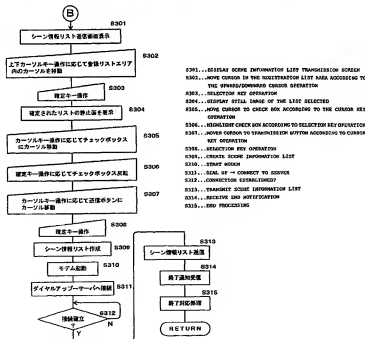 B
S301
シーン情報リスト送信画面表示
S302
上下カーソルキー操作に応じて登録リストエリア
内のカーソルを移動
S303
確定キー操作
S304
確定されたリストの静止画を表示
S305
カーソルキー操作に応じてチェックボックス
にカーソル移動
S306
確定キー操作に応じてチェックボックス反転
S307
カーソルキー操作に応じて送信ボタンに
カーソル移動
S308
確定キー操作
シーン情報リスト作成
S309
モデム起動
S310
ダイヤルアップ→サーバへ接続
S311
接続確立
?
S312
N
Y
S313
シーン情報リスト送信
S314
終了通知受信
S315
終了対応処理
RETURN
S301...DISPLAY SCENE INFORMATION LIST TRANSMISSION SCREEN
S302...MOVE CURSOR IN THE REGISTRATION LIST AREA ACCORDING TO
THE UPWARD/DOWNWARD CURSOR OPERATION
S303...SELECTION KEY OPERATION
S304...DISPLAY STILL IMAGE OF THE LIST SELECTED
S305...MOVE CURSOR TO CHECK BOX ACCORDING TO THE CURSOR KEY
OPERATION
S306...HIGHLIGHT CHECK BOX ACCORDING TO SELECTION KEY OPERATION
S307...MOVER CURSOR TO TRANSMISSION BUTTON ACCORDING TO CURSOR
KEY OPERATION
S308...SELECTION KEY OPERATION
S309...CREATE SCENE INFORMATION LIST
S310...START MODEM
S311...DIAL UP → CONNECT TO SERVER
S312...CONNECTION ESTABLISHED?
S313...TRANSMIT SCENE INFORMATION LIST
S314...RECEIVE END NOTIFICATION
S315...END PROCESSING